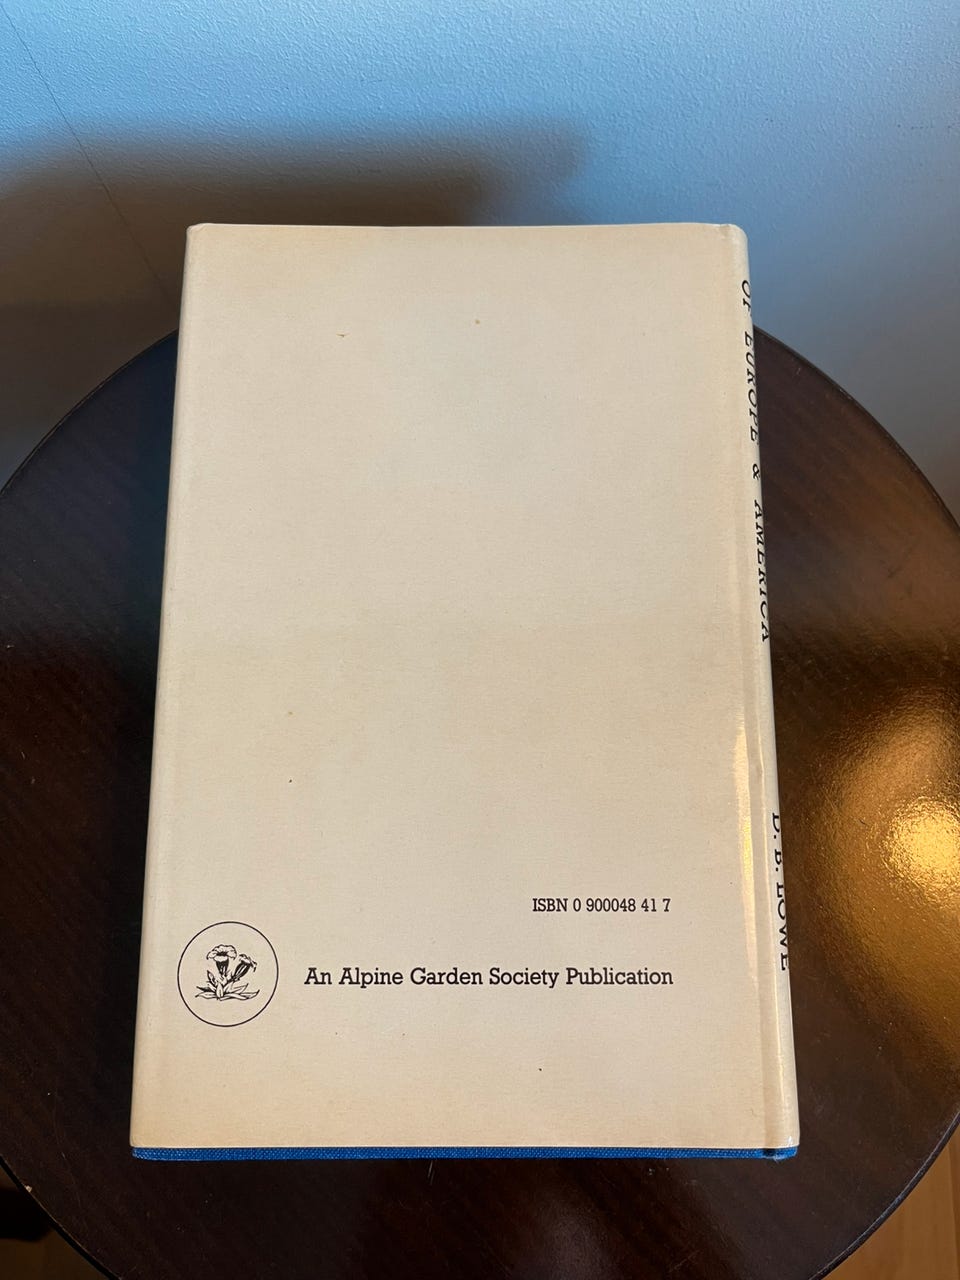 OF EUROPE & AMERICA
D. B. LOWE
ISBN 0 900048 41 7
An Alpine Garden Society Publication